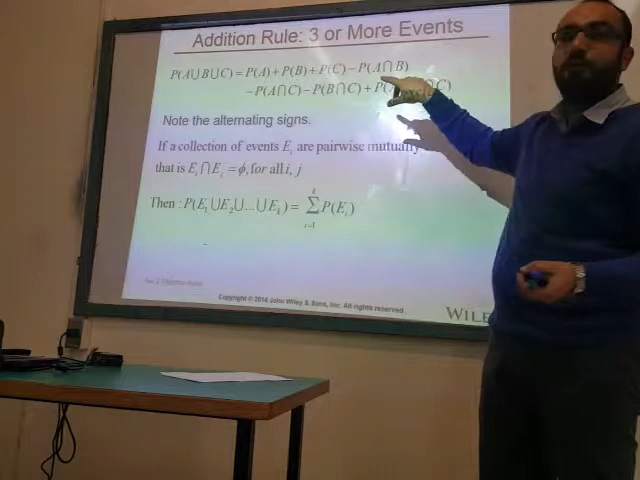 Addition Rule: 3 or More Events
P(A⋃B⋃C) = P(A) + P(B) + P(C) − P(A⋂B)
− P(A⋂C) − P(B⋂C) + P(A
Note the alternating signs.
If a collection of events Eᵢ are pairwise mutually
that is Eᵢ ⋂ Eⱼ = ϕ, for all i, j
Then : P(E₁ ⋃ E₂ ⋃ ... ⋃ Eₖ) = ∑ᵢ₌₁ᵏ P(Eᵢ)
Copyright © 2014 John Wiley & Sons, Inc. All rights reserved.